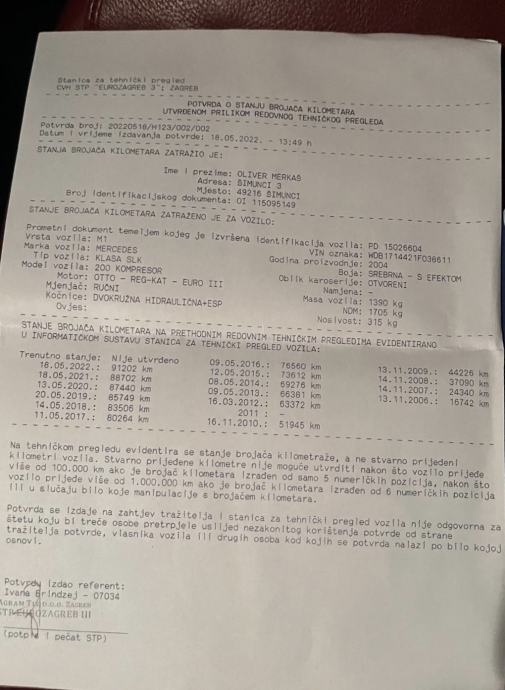 Stanica za tehnički pregled
CVH STP "EUROZAGREB 3"; ZAGREB
POTVRDA O STANJU BROJAČA KILOMETARA
UTVRĐENOM PRILIKOM REDOVNOG TEHNIČKOG PREGLEDA
Potvrda broj: 20220518/H123/002/002
Datum i vrijeme izdavanja potvrde: 18.05.2022. - 13:49 h
STANJA BROJAČA KILOMETARA ZATRAŽIO JE:
Ime i prezime: OLIVER MERKAS
Adresa: ŠIMUNCI 3
Mjesto: 49216 ŠIMUNCI
Broj identifikacijskog dokumenta: OI 115095149
STANJE BROJAČA KILOMETARA ZATRAŽENO JE ZA VOZILO:
Prometni dokument temeljem kojeg je izvršena identifikacija vozila: PD 15026604
Vrsta vozila: M1 VIN oznaka: WDB1714421F036611
Marka vozila: MERCEDES Godina proizvodnje: 2004
Tip vozila: KLASA SLK Boja: SREBRNA - S EFEKTOM
Model vozila: 200 KOMPRESOR Oblik karoserije: OTVORENI
Motor: OTTO - REG-KAT - EURO III Namjena: -
Mjenjač: RUČNI Masa vozila: 1390 kg
Kočnice: DVOKRUŽNA HIDRAULIČNA+ESP NDM: 1705 kg
Ovjes: Nosivost: 315 kg
STANJE BROJAČA KILOMETARA NA PRETHODNIM REDOVNIM TEHNIČKIM PREGLEDIMA EVIDENTIRANO
U INFORMATIČKOM SUSTAVU STANICA ZA TEHNIČKI PREGLED VOZILA:
Trenutno stanje: Nije utvrđeno 09.05.2016.: 76560 km 13.11.2009.: 44226 km
18.05.2022.: 91202 km 12.05.2015.: 73612 km 14.11.2008.: 37090 km
18.05.2021.: 88702 km 08.05.2014.: 69276 km 14.11.2007.: 24340 km
13.05.2020.: 87440 km 09.05.2013.: 66381 km 13.11.2006.: 16742 km
20.05.2019.: 85749 km 16.03.2012.: 63372 km
14.05.2018.: 83506 km 2011 : -
11.05.2017.: 80264 km 16.11.2010.: 51945 km
Na tehničkom pregledu evidentira se stanje brojača kilometraže, a ne stvarno prijeđeni
kilometri vozila. Stvarno prijeđene kilometre nije moguće utvrditi nakon što vozilo prijeđe
više od 100.000 km ako je brojač kilometara izrađen od samo 5 numeričkih pozicija, nakon što
vozilo prijeđe više od 1.000.000 km ako je brojač kilometara izrađen od 6 numeričkih pozicija
ili u slučaju bilo koje manipulacije s brojačem kilometara.
Potvrda se izdaje na zahtjev tražitelja i stanica za tehnički pregled vozila nije odgovorna za
štetu koju bi treće osobe pretrpjele uslijed nezakonitog korištenja potvrde od strane
tražitelja potvrde, vlasnika vozila ili drugih osoba kod kojih se potvrda nalazi po bilo kojoj
osnovi.
Potvrdu izdao referent:
Ivana Brindzej - 07034
AGRAM d.o.o. ZAGREB
EUROZAGREB III
(potpis i pečat STP)